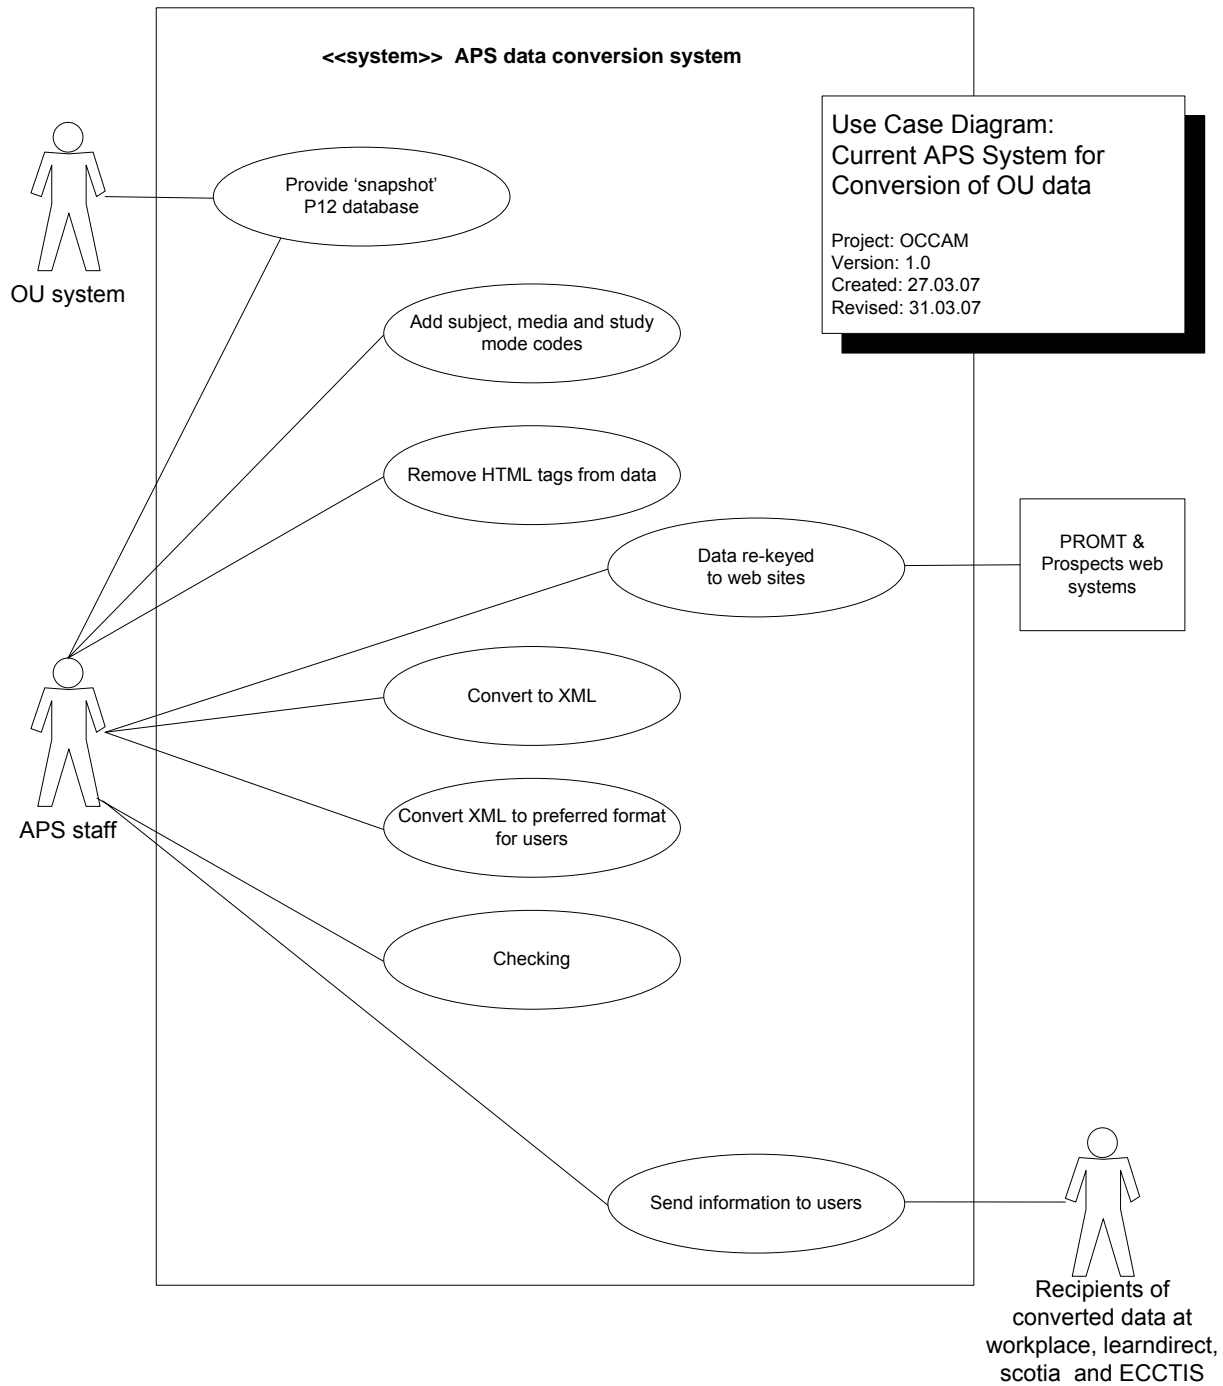 <<system>> APS data conversion system
Use Case Diagram:
Current APS System for
Conversion of OU data
Project: OCCAM
Version: 1.0
Created: 27.03.07
Revised: 31.03.07
Provide ‘snapshot’
P12 database
OU system
Add subject, media and study
mode codes
Remove HTML tags from data
Data re-keyed
to web sites
PROMT &
Prospects web
systems
Convert to XML
APS staff
Convert XML to preferred format
for users
Checking
Send information to users
Recipients of
converted data at
workplace, learndirect,
scotia and ECCTIS